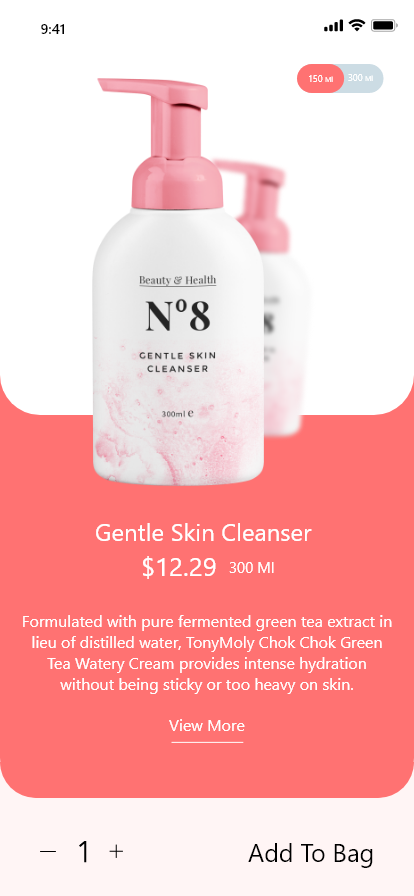 9:41
150 Ml 300 Ml
Beauty & Health
Nº8
GENTLE SKIN
CLEANSER
300ml e
8
Gentle Skin Cleanser
$12.29 300 Ml
Formulated with pure fermented green tea extract in
lieu of distilled water, TonyMoly Chok Chok Green
Tea Watery Cream provides intense hydration
without being sticky or too heavy on skin.
View More
— 1 +
Add To Bag